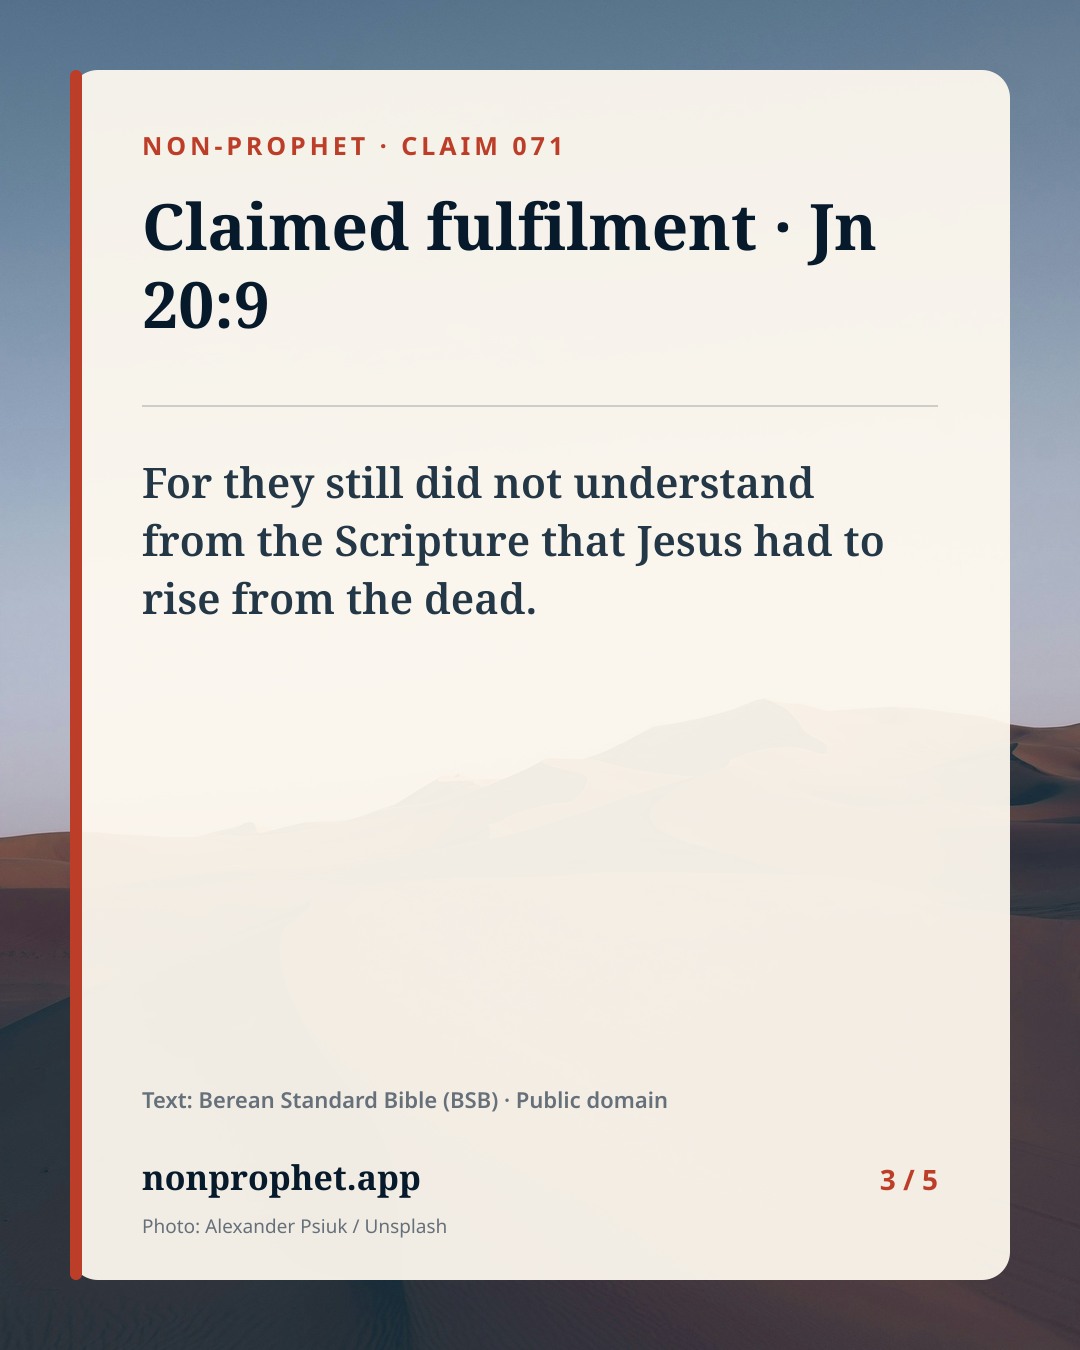 NON-PROPHET · CLAIM 071
Claimed fulfilment · Jn
20:9
For they still did not understand
from the Scripture that Jesus had to
rise from the dead.
Text: Berean Standard Bible (BSB) · Public domain
nonprophet.app
3 / 5
Photo: Alexander Psiuk / Unsplash